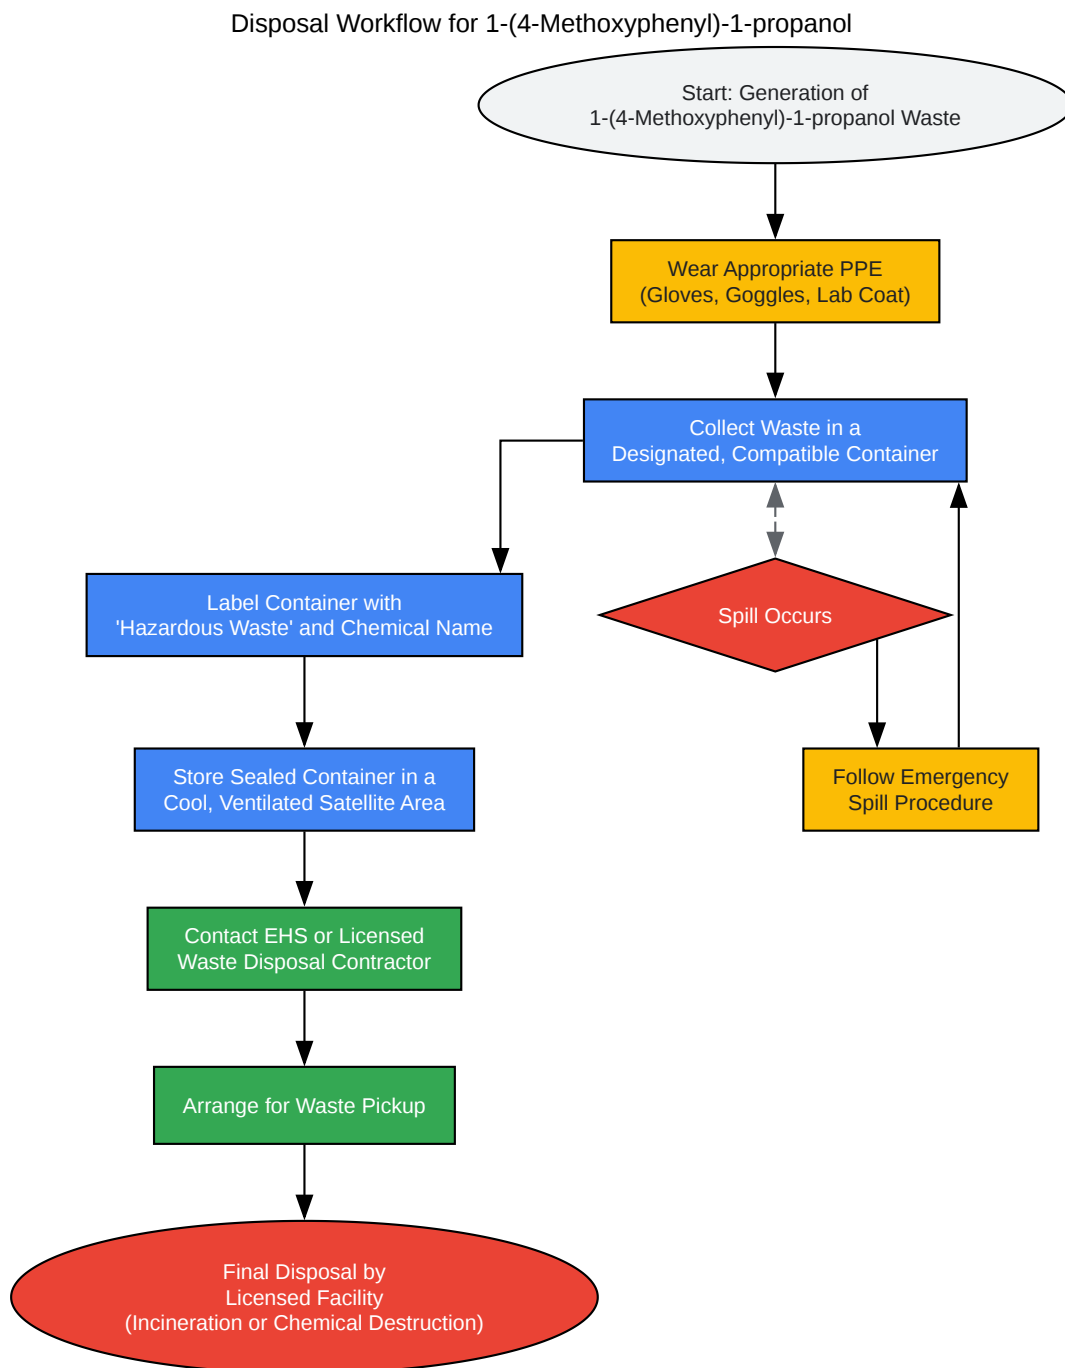 Disposal Workflow for 1-(4-Methoxyphenyl)-1-propanol
Start: Generation of
1-(4-Methoxyphenyl)-1-propanol Waste
Wear Appropriate PPE
(Gloves, Goggles, Lab Coat)
Collect Waste in a
Designated, Compatible Container
Label Container with
'Hazardous Waste' and Chemical Name
Spill Occurs
Store Sealed Container in a
Cool, Ventilated Satellite Area
Follow Emergency
Spill Procedure
Contact EHS or Licensed
Waste Disposal Contractor
Arrange for Waste Pickup
Final Disposal by
Licensed Facility
(Incineration or Chemical Destruction)